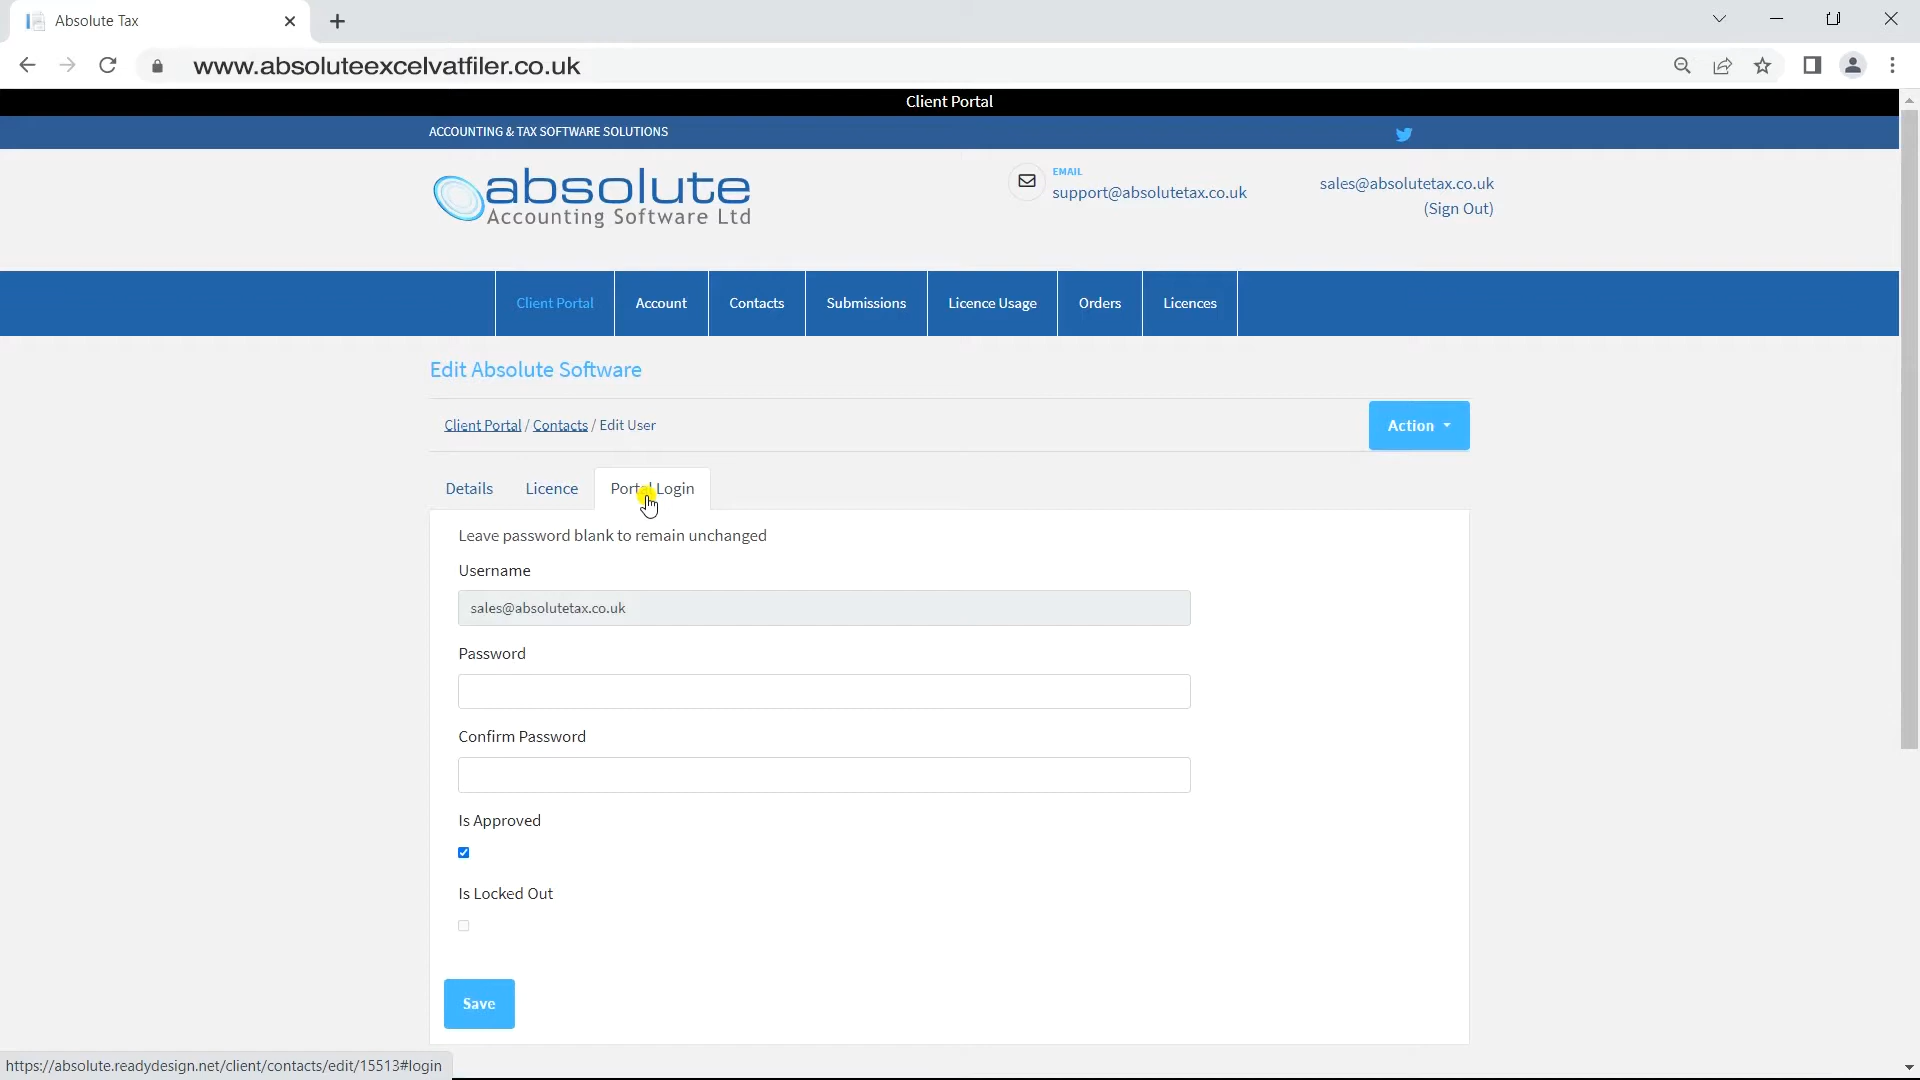 Absolute Tax
www.absoluteexcelvatfiler.co.uk
Client Portal
ACCOUNTING & TAX SOFTWARE SOLUTIONS
absolute
Accounting Software Ltd
EMAIL
support@absolutetax.co.uk
sales@absolutetax.co.uk
(Sign Out)
Client Portal Account Contacts Submissions Licence Usage Orders Licences
Edit Absolute Software
Client Portal / Contacts / Edit User
Action
Details Licence Portal Login
Leave password blank to remain unchanged
Username
sales@absolutetax.co.uk
Password
Confirm Password
Is Approved
Is Locked Out
Save
https://absolute.readydesign.net/client/contacts/edit/15513#login